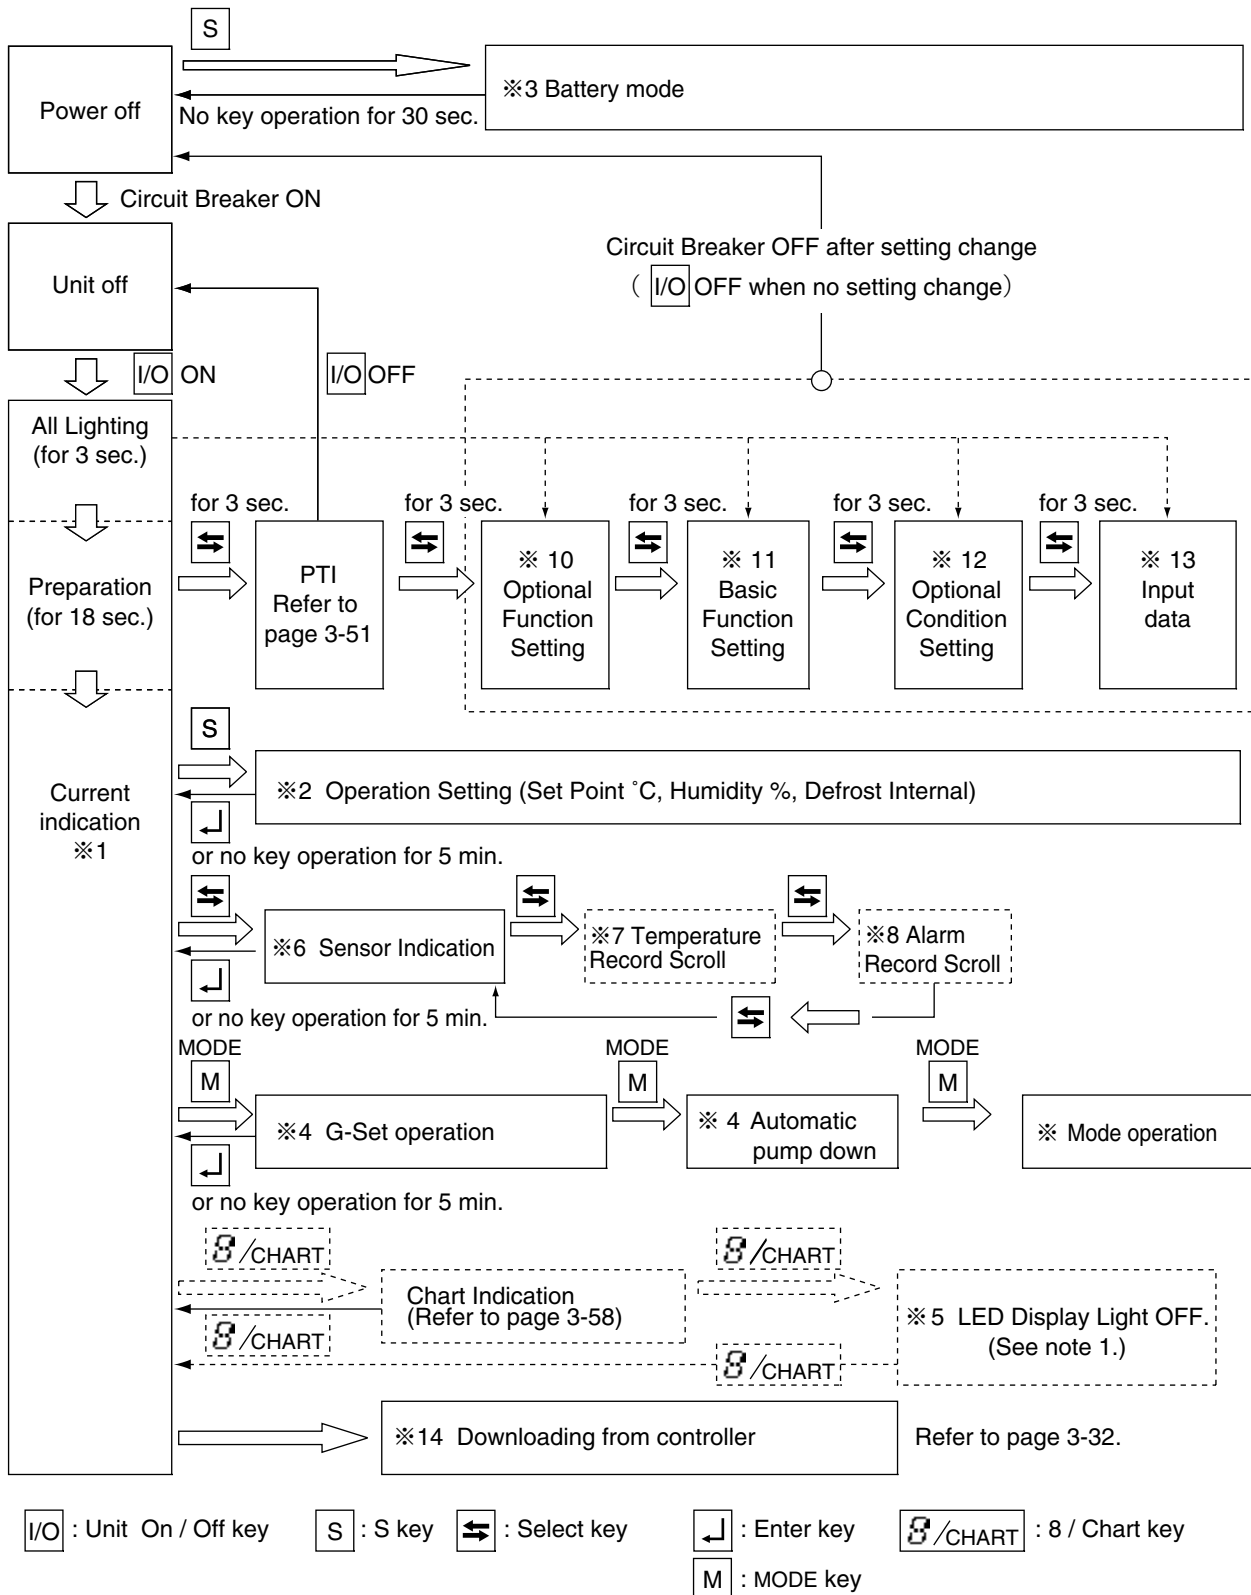 S
Power off
※3 Battery mode
No key operation for 30 sec.
Circuit Breaker ON
Unit off
Circuit Breaker OFF after setting change
( I/O OFF when no setting change)
I/O ON
I/O OFF
All Lighting
(for 3 sec.)
for 3 sec.
for 3 sec.
for 3 sec.
for 3 sec.
for 3 sec.
Preparation
(for 18 sec.)
PTI
Refer to
page 3-51
※ 10
Optional
Function
Setting
※ 11
Basic
Function
Setting
※ 12
Optional
Condition
Setting
※ 13
Input
data
S
Current
indication
※1
※2 Operation Setting (Set Point ˚C, Humidity %, Defrost Internal)
or no key operation for 5 min.
※6 Sensor Indication
※7 Temperature
Record Scroll
※8 Alarm
Record Scroll
or no key operation for 5 min.
MODE
M
MODE
M
MODE
M
※4 G-Set operation
※ 4 Automatic
pump down
※ Mode operation
or no key operation for 5 min.
8/CHART
8/CHART
Chart Indication
(Refer to page 3-58)
※5 LED Display Light OFF.
(See note 1.)
8/CHART
8/CHART
※14 Downloading from controller
Refer to page 3-32.
I/O : Unit On / Off key
S : S key
: Select key
: Enter key
8/CHART : 8 / Chart key
M : MODE key